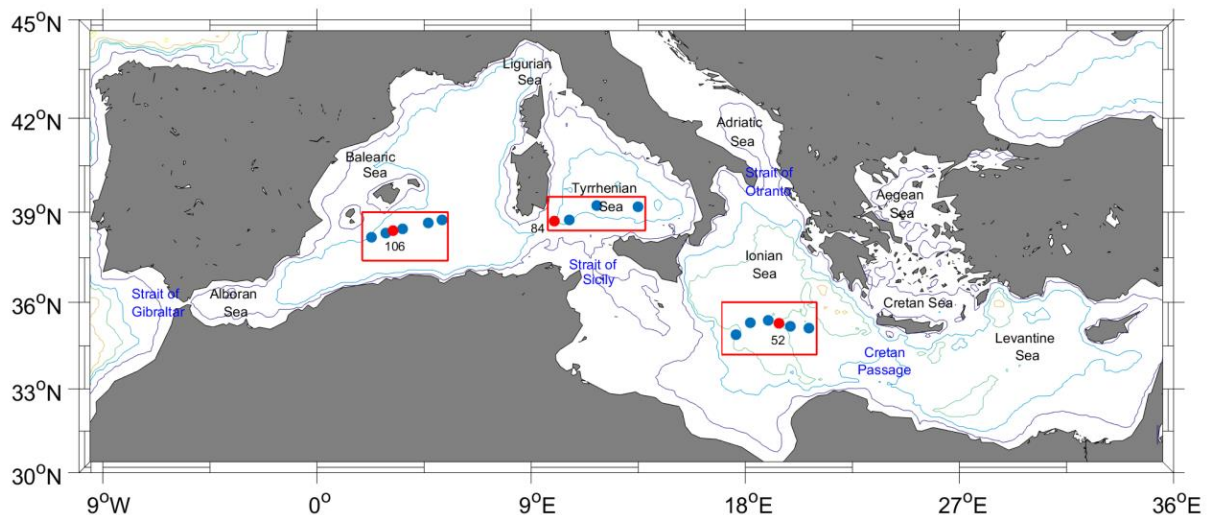 45°N
42°N
39°N
36°N
33°N
30°N
Ligurian
Sea
Balearic
Sea
Adriatic
Sea
Strait of
Otranto
Tyrrhenian
Sea
Aegean
Sea
84
106
Ionian
Sea
Strait of
Sicily
Strait of
Gibraltar
Alboran
Sea
Cretan Sea
52
Cretan
Passage
Levantine
Sea
9°W
0°
9°E
18°E
27°E
36°E